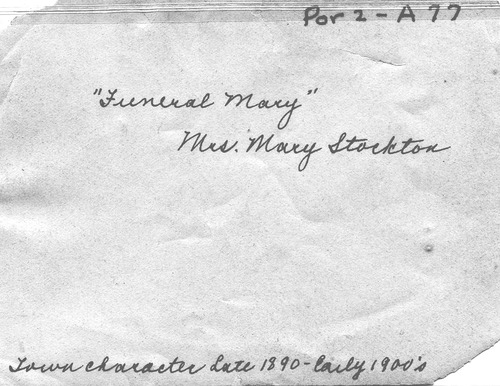 Por 2 - A 77
"Funeral Mary"
Mrs. Mary Stockton
Town character Late 1890 - Early 1900's